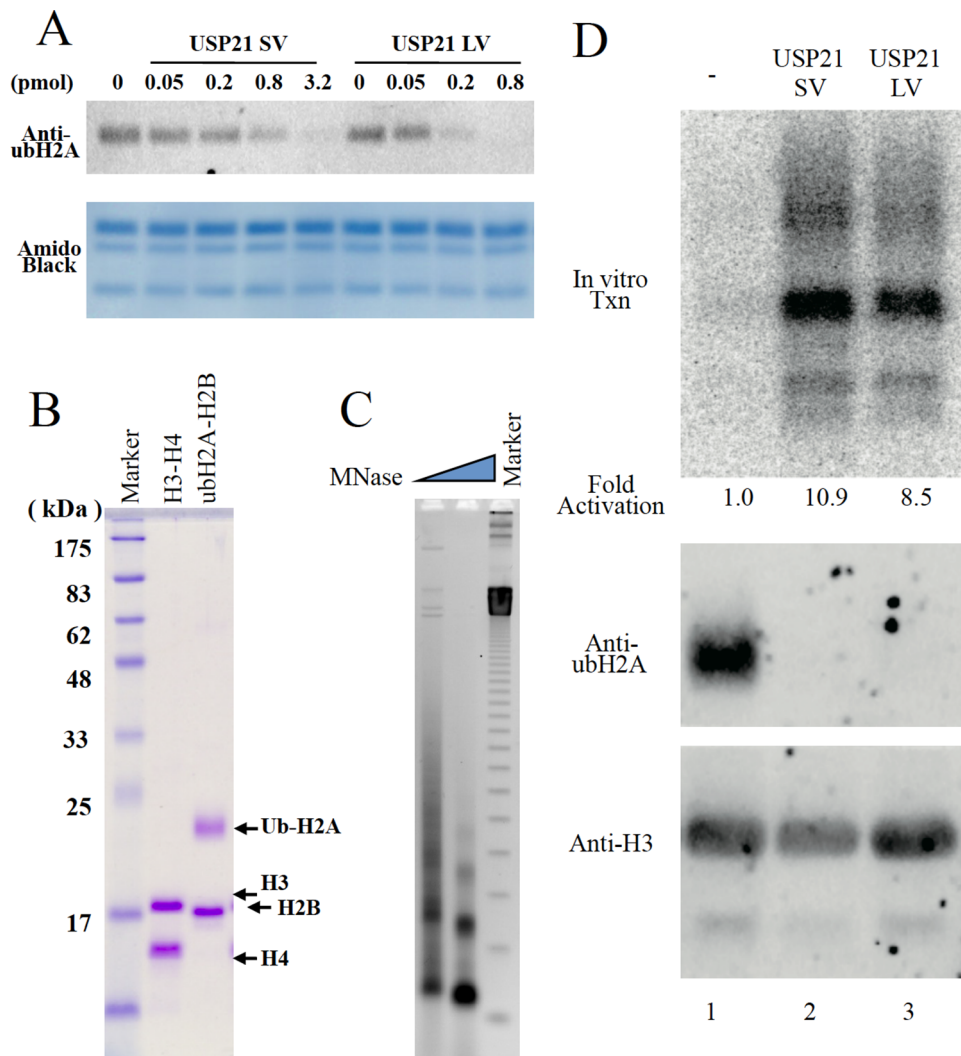 A
USP21 SV
USP21 LV
(pmol)
0 0.05 0.2 0.8 3.2 0 0.05 0.2 0.8
Anti-
ubH2A
Amido
Black
B
Marker
H3-H4
ubH2A-H2B
( kDa )
175
83
62
48
33
25
17
Ub-H2A
H3
H2B
H4
C
MNase
Marker
D
-
USP21
SV
USP21
LV
In vitro
Txn
Fold
Activation
1.0 10.9 8.5
Anti-
ubH2A
Anti-H3
1 2 3